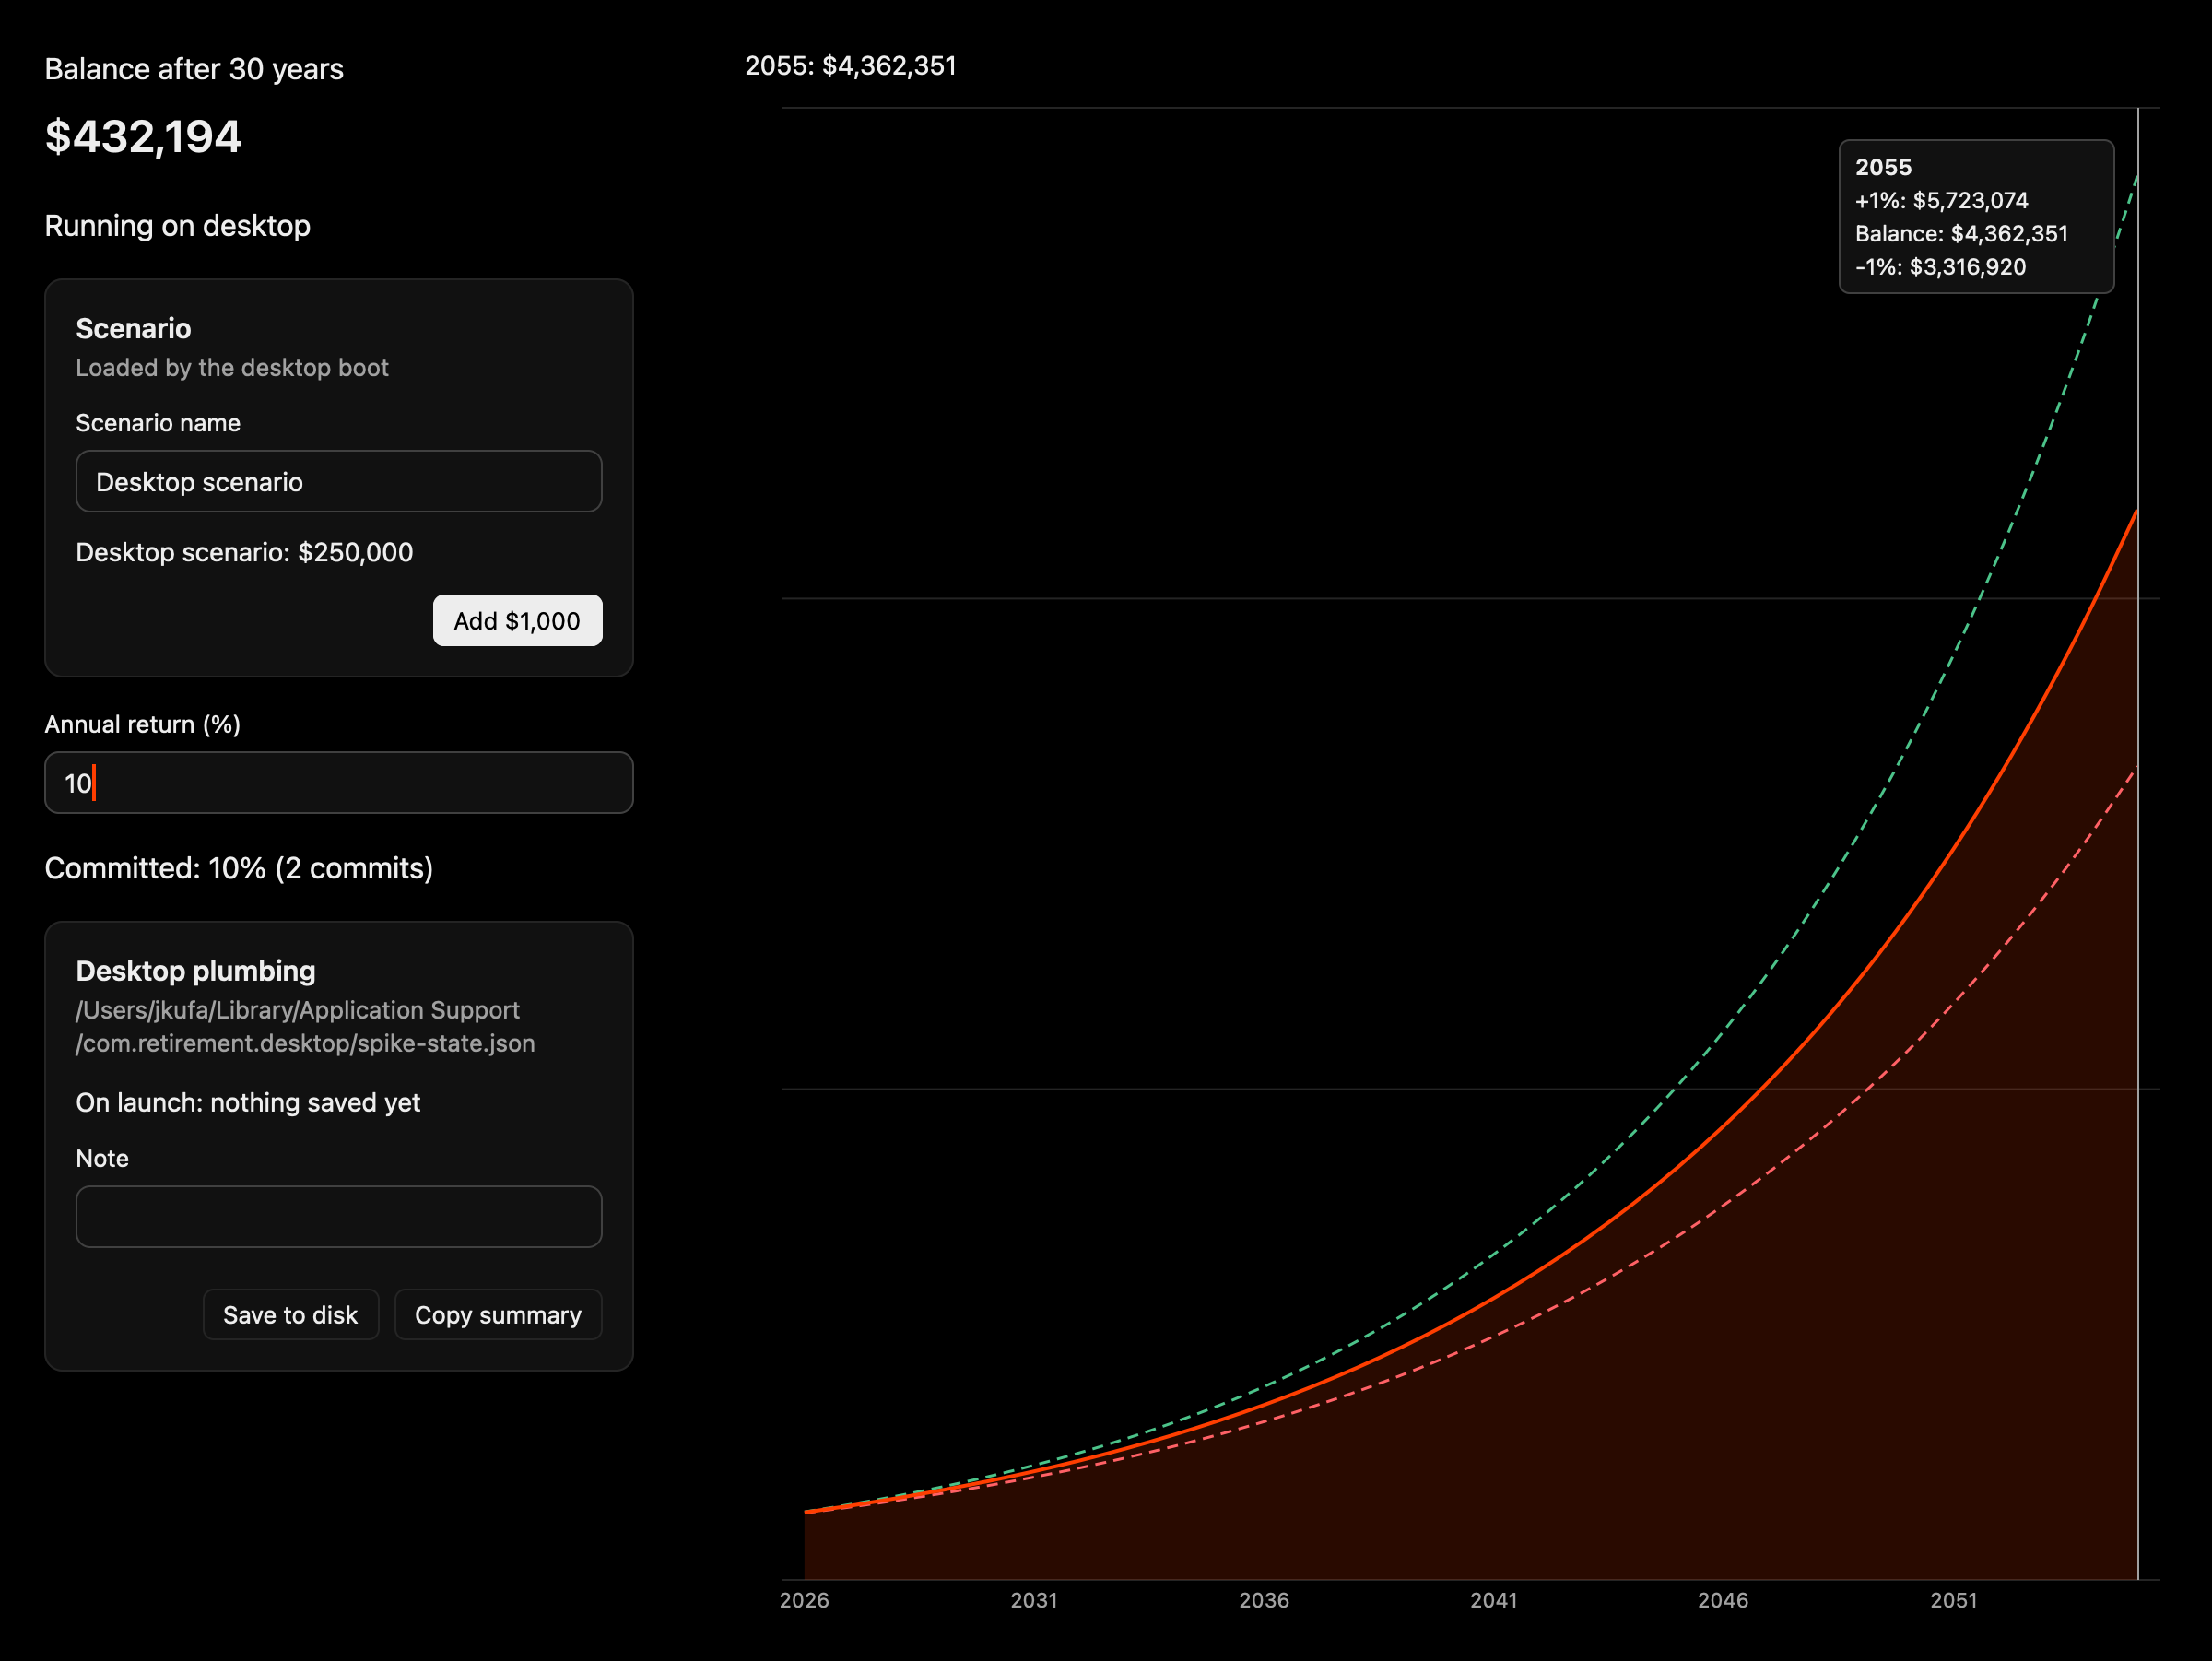 Balance after 30 years
$432,194
Running on desktop
Scenario
Loaded by the desktop boot
Scenario name
Desktop scenario
Desktop scenario: $250,000
Add $1,000
Annual return (%)
10
Committed: 10% (2 commits)
Desktop plumbing
/Users/jkufa/Library/Application Support
/com.retirement.desktop/spike-state.json
On launch: nothing saved yet
Note
Save to disk
Copy summary
2055: $4,362,351
2055
+1%: $5,723,074
Balance: $4,362,351
-1%: $3,316,920
2026
2031
2036
2041
2046
2051